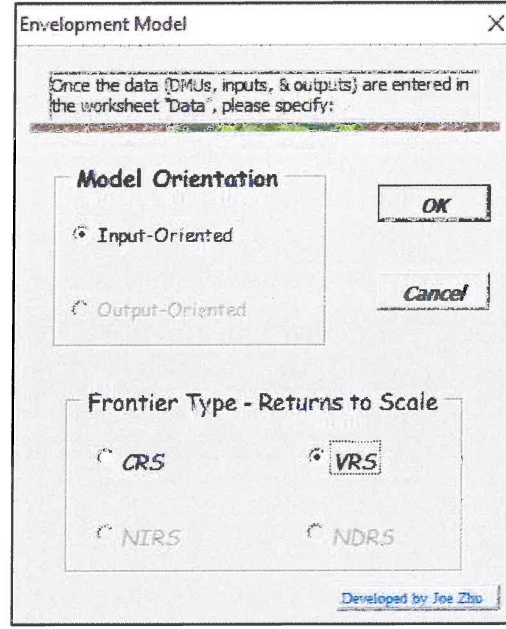 Envelopment Model
Once the data (DMUs, inputs, & outputs) are entered in
the worksheet "Data", please specify:
Model Orientation
Input-Oriented
OK
Output-Oriented
Cancel
Frontier Type - Returns to Scale
CRS
VRS
NIRS
NDRS
Developed by Joe Zhu